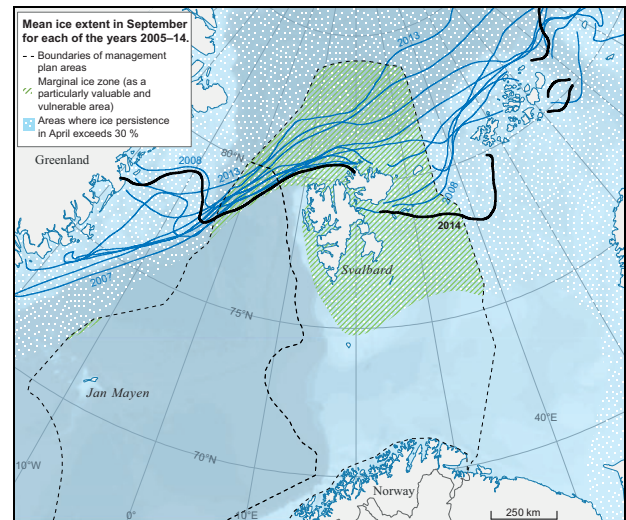 Mean ice extent in September
for each of the years 2005–14.
Boundaries of management
plan areas
Marginal ice zone (as a
particularly valuable and
vulnerable area)
Areas where ice persistence
in April exceeds 30 %
2013
Greenland
2008
80°N
2013
2008
2014
Svalbard
2007
75°N
Jan Mayen
40°E
70°N
10°W
Norway
0°
10°E
250 km